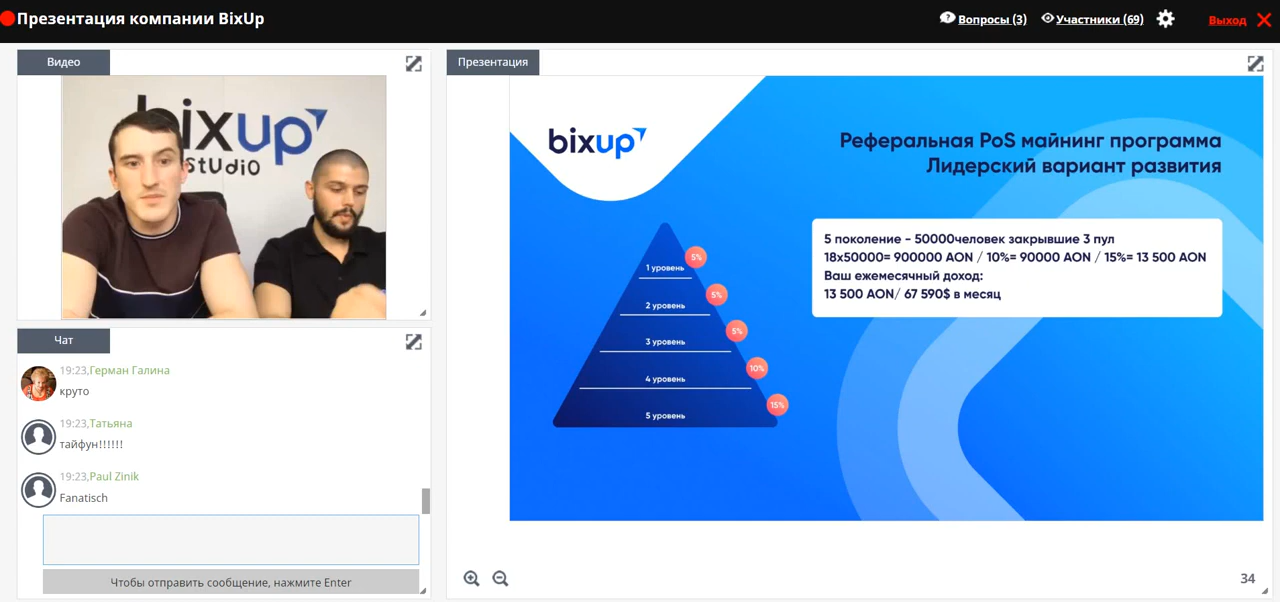 Презентация компании BixUp
Вопросы (3)
Участники (69)
Выход
Видео
bixup
StUdiO
Чат
19:23,Герман Галина
круто
19:23,Татьяна
тайфун!!!!!!
19:23,Paul Zinik
Fanatisch
Чтобы отправить сообщение, нажмите Enter
Презентация
bixup
Реферальная PoS майнинг программа
Лидерский вариант развития
1 уровень 5%
2 уровень 5%
3 уровень 5%
4 уровень 10%
5 уровень 15%
5 поколение - 50000человек закрывшие 3 пул
18х50000= 900000 AON / 10%= 90000 AON / 15%= 13 500 AON
Ваш ежемесячный доход:
13 500 AON/ 67 590$ в месяц
34